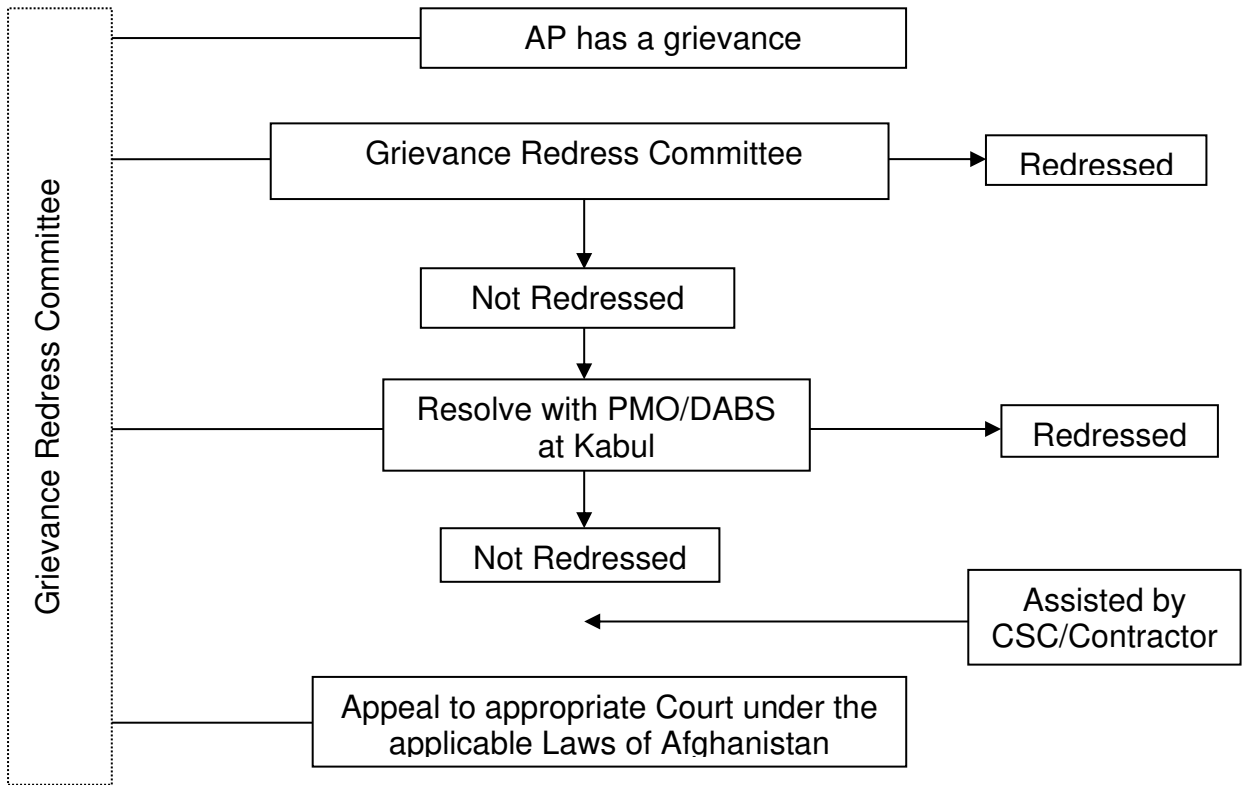 AP has a grievance
Grievance Redress Committee
Redressed
Not Redressed
Resolve with PMO/DABS
at Kabul
Redressed
Not Redressed
Assisted by
CSC/Contractor
Appeal to appropriate Court under the
applicable Laws of Afghanistan
Grievance Redress Committee